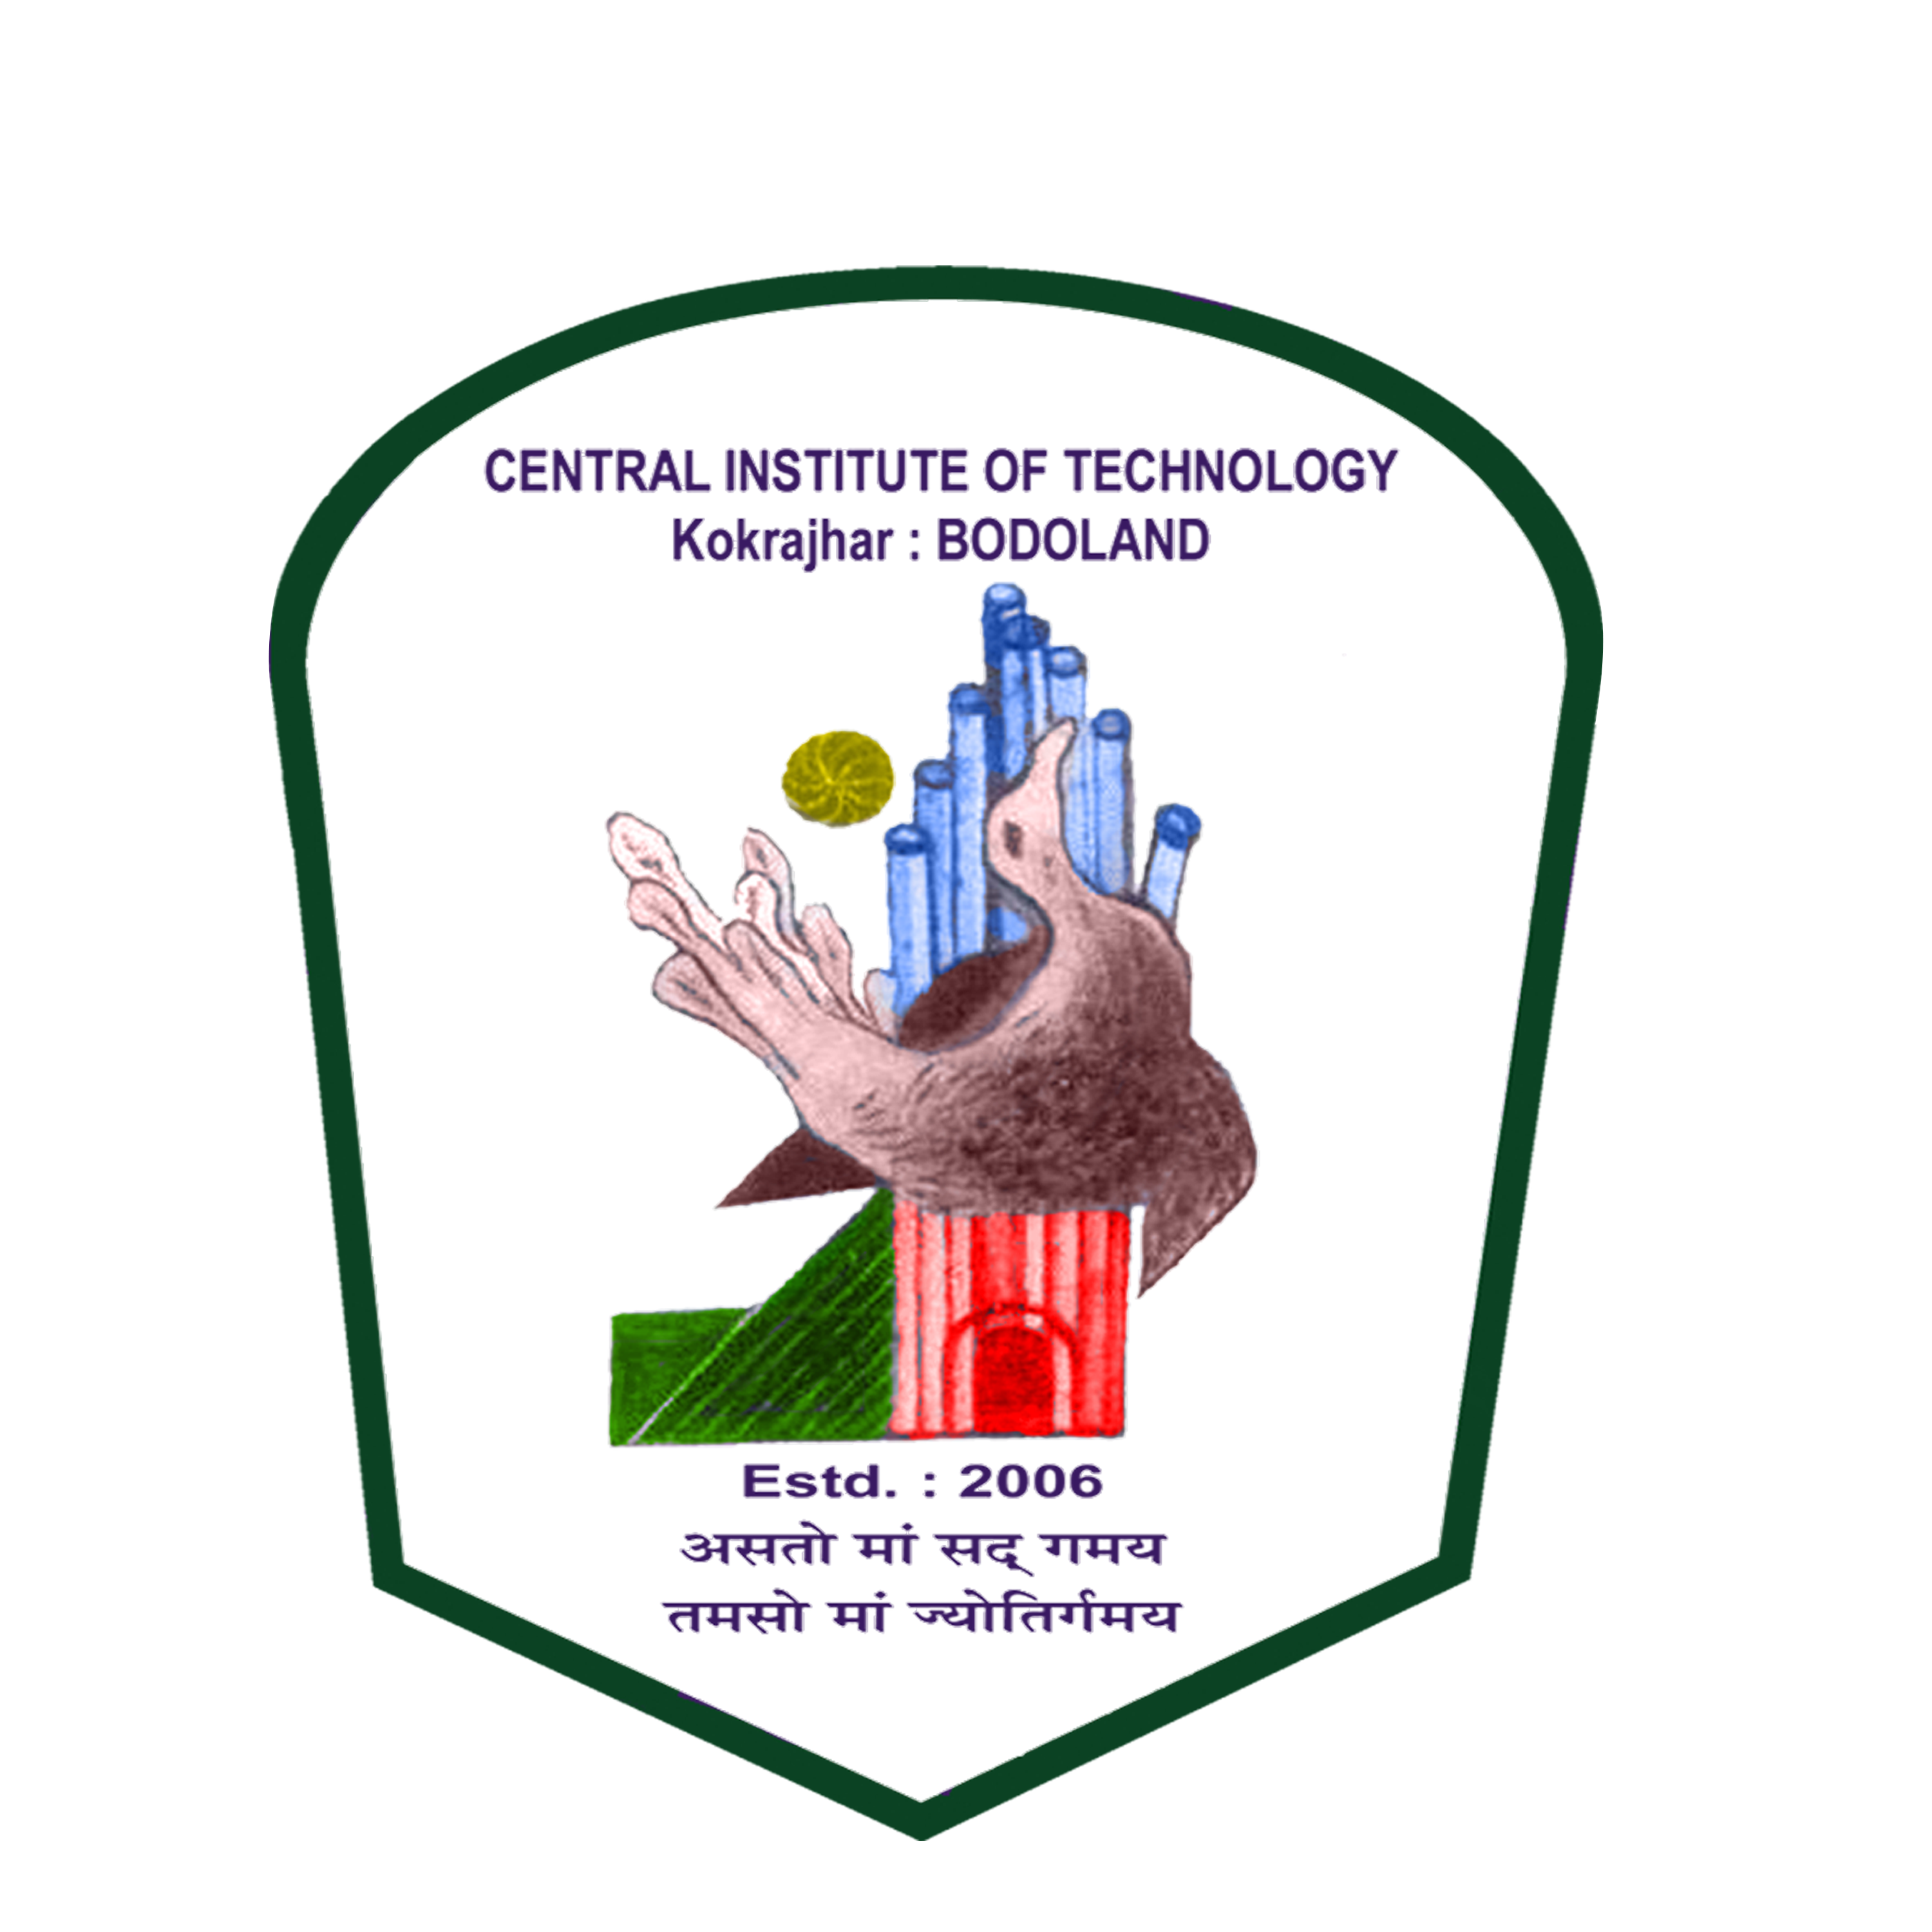 CENTRAL INSTITUTE OF TECHNOLOGY
Kokrajhar : BODOLAND
Estd. : 2006
असतो मां सद् गमय
तमसो मां ज्योतिर्गमय